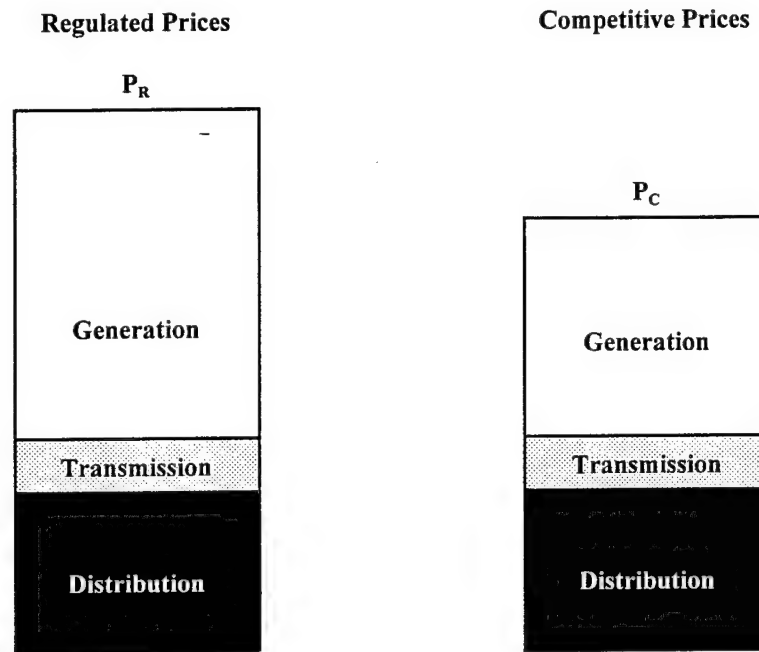 Regulated Prices
Competitive Prices
P_R
P_C
Generation
Generation
Transmission
Transmission
Distribution
Distribution